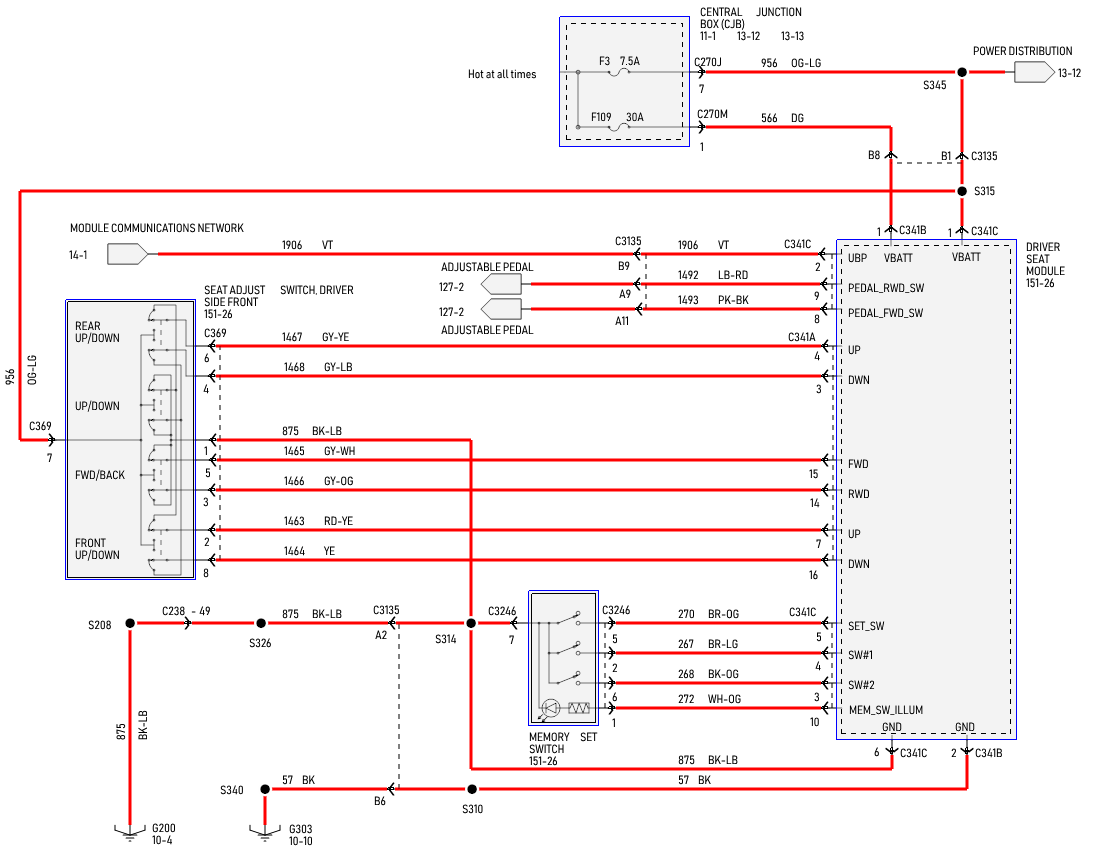 CENTRAL JUNCTION
BOX (CJB)
11-1 13-12 13-13
POWER DISTRIBUTION
13-12
Hot at all times
F3 7.5A
C270J
7
956 OG-LG
S345
F109 30A
C270M
1
566 DG
B8
B1
C3135
S315
MODULE COMMUNICATIONS NETWORK
14-1
1906 VT
C3135
B9
1906 VT
C341C
2
1 C341B
1 C341C
DRIVER
SEAT
MODULE
151-26
UBP
VBATT
VBATT
ADJUSTABLE PEDAL
127-2
A9
1492 LB-RD
9
PEDAL_RWD_SW
127-2
A11
1493 PK-BK
8
PEDAL_FWD_SW
ADJUSTABLE PEDAL
SEAT ADJUST SWITCH, DRIVER
SIDE FRONT
151-26
REAR
UP/DOWN
C369
6
1467 GY-YE
C341A
4
UP
4
1468 GY-LB
3
DWN
956
OG-LG
UP/DOWN
C369
7
1
875 BK-LB
5
1465 GY-WH
15
FWD
FWD/BACK
3
1466 GY-OG
14
RWD
2
1463 RD-YE
7
UP
FRONT
UP/DOWN
8
1464 YE
16
DWN
S208
C238 - 49
S326
875 BK-LB
C3135
A2
S314
C3246
7
C3246
5
270 BR-OG
C341C
5
SET_SW
2
267 BR-LG
4
SW#1
6
268 BK-OG
3
SW#2
1
272 WH-OG
10
MEM_SW_ILLUM
GND
GND
MEMORY SET
SWITCH
151-26
875
BK-LB
875 BK-LB
6 C341C
2 C341B
S340
57 BK
B6
S310
57 BK
G200
10-4
G303
10-10